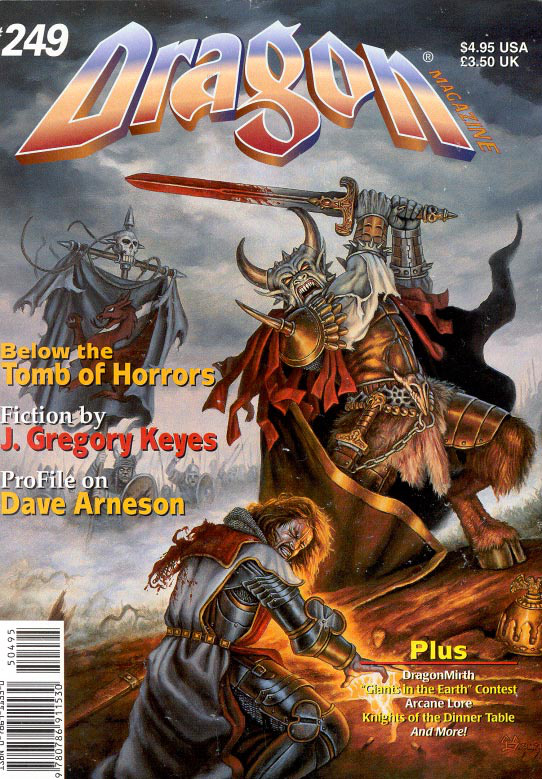 #249
Dragon®
MAGAZINE
$4.95 USA
£3.50 UK
Below the
Tomb of Horrors
Fiction by
J. Gregory Keyes
ProFile on
Dave Arneson
Plus
DragonMirth
"Giants in the Earth" Contest
Arcane Lore
Knights of the Dinner Table
And More!
50495
9780786911530